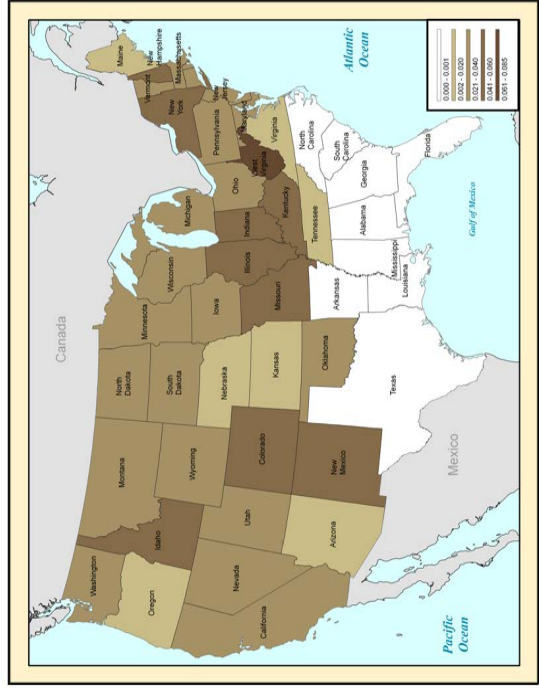 Canada
Washington
Montana
North
Dakota
Minnesota
Maine
Vermont
New
Hampshire
Massachusetts
New
York
Oregon
Idaho
Wyoming
South
Dakota
Wisconsin
Michigan
Pennsylvania
New
Jersey
Maryland
Nevada
Utah
Colorado
Nebraska
Iowa
Illinois
Indiana
Ohio
West
Virginia
Virginia
California
Kansas
Missouri
Kentucky
Arizona
New
Mexico
Oklahoma
Arkansas
Tennessee
North
Carolina
South
Carolina
Texas
Louisiana
Mississippi
Alabama
Georgia
Florida
Atlantic
Ocean
Pacific
Ocean
Mexico
Gulf of Mexico
0.000 - 0.001
0.002 - 0.020
0.021 - 0.040
0.041 - 0.060
0.061 - 0.085